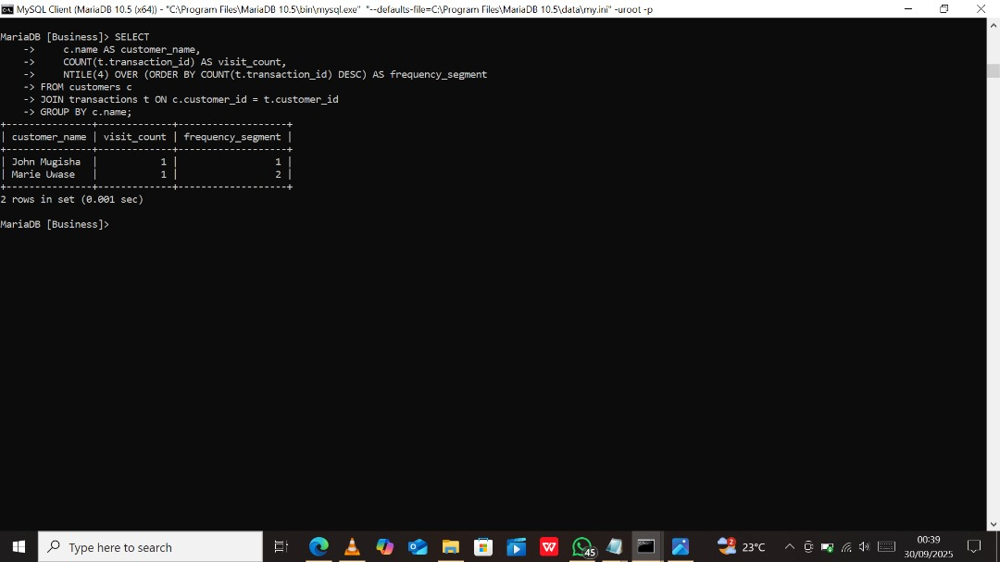 MySQL Client (MariaDB 10.5 (x64)) - "C:\Program Files\MariaDB 10.5\bin\mysql.exe" "--defaults-file=C:\Program Files\MariaDB 10.5\data\my.ini" -uroot -p
MariaDB [Business]> SELECT
    ->     c.name AS customer_name,
    ->     COUNT(t.transaction_id) AS visit_count,
    ->     NTILE(4) OVER (ORDER BY COUNT(t.transaction_id) DESC) AS frequency_segment
    -> FROM customers c
    -> JOIN transactions t ON c.customer_id = t.customer_id
    -> GROUP BY c.name;
+---------------+-------------+-------------------+
| customer_name | visit_count | frequency_segment |
+---------------+-------------+-------------------+
| John Mugisha  |           1 |                 1 |
| Marie Uwase   |           1 |                 2 |
+---------------+-------------+-------------------+
2 rows in set (0.001 sec)
MariaDB [Business]>
Type here to search
W
45
2
23°C
00:39
30/09/2025